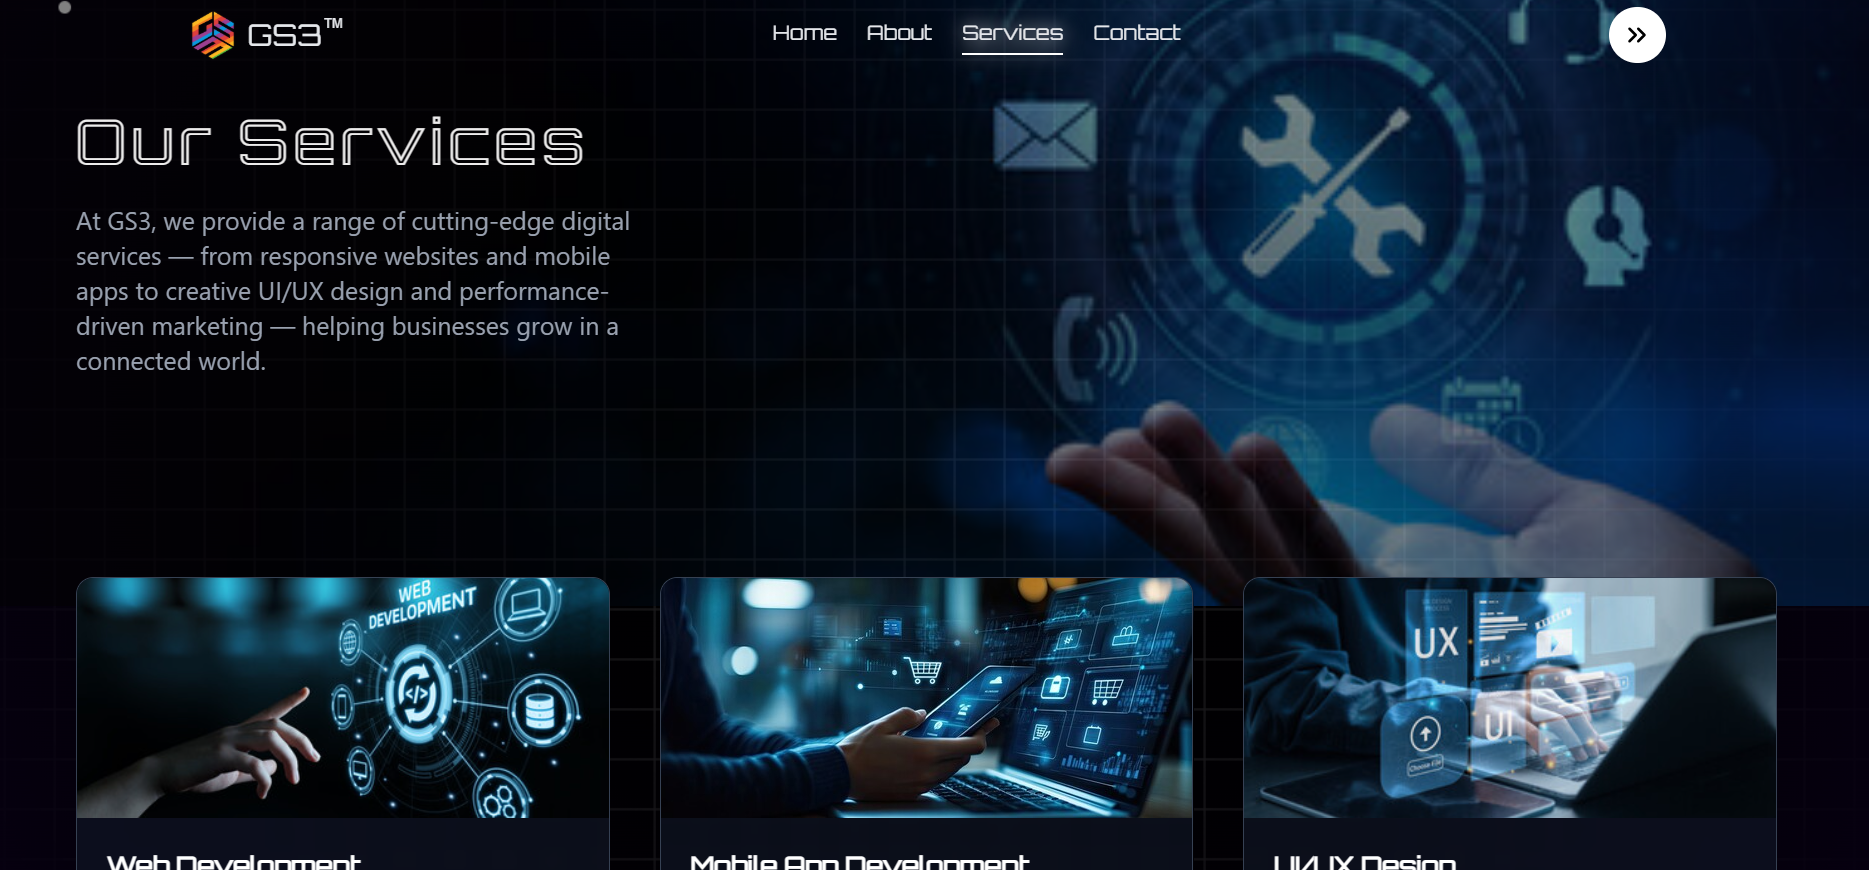 GS3™
Home About Services Contact
Our Services
At GS3, we provide a range of cutting-edge digital
services — from responsive websites and mobile
apps to creative UI/UX design and performance-
driven marketing — helping businesses grow in a
connected world.
WEB
DEVELOPMENT
UX
UI
Choose File
Web Development
Mobile App Development
UI/UX Design